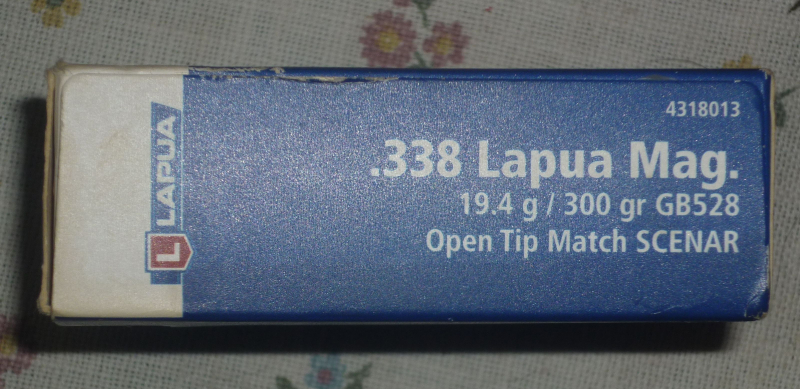 LAPUA
L
4318013
.338 Lapua Mag.
19.4 g / 300 gr GB528
Open Tip Match SCENAR